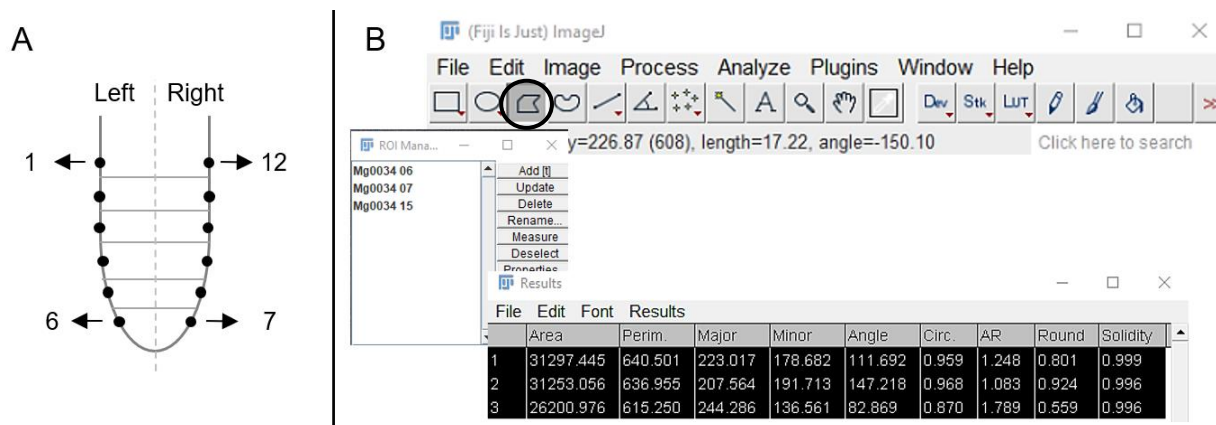 A
Left Right
1 12
6 7
B
(Fiji Is Just) ImageJ
File Edit Image Process Analyze Plugins Window Help
A Dev Stk LUT >>
y=226.87 (608), length=17.22, angle=-150.10 Click here to search
ROI Mana...
Mg0034 06
Mg0034 07
Mg0034 15
Add [t]
Update
Delete
Rename...
Measure
Deselect
Properties...
Results
File Edit Font Results
Area Perim. Major Minor Angle Circ. AR Round Solidity
1 31297.445 640.501 223.017 178.682 111.692 0.959 1.248 0.801 0.999
2 31253.056 636.955 207.564 191.713 147.218 0.968 1.083 0.924 0.996
3 26200.976 615.250 244.286 136.561 82.869 0.870 1.789 0.559 0.996